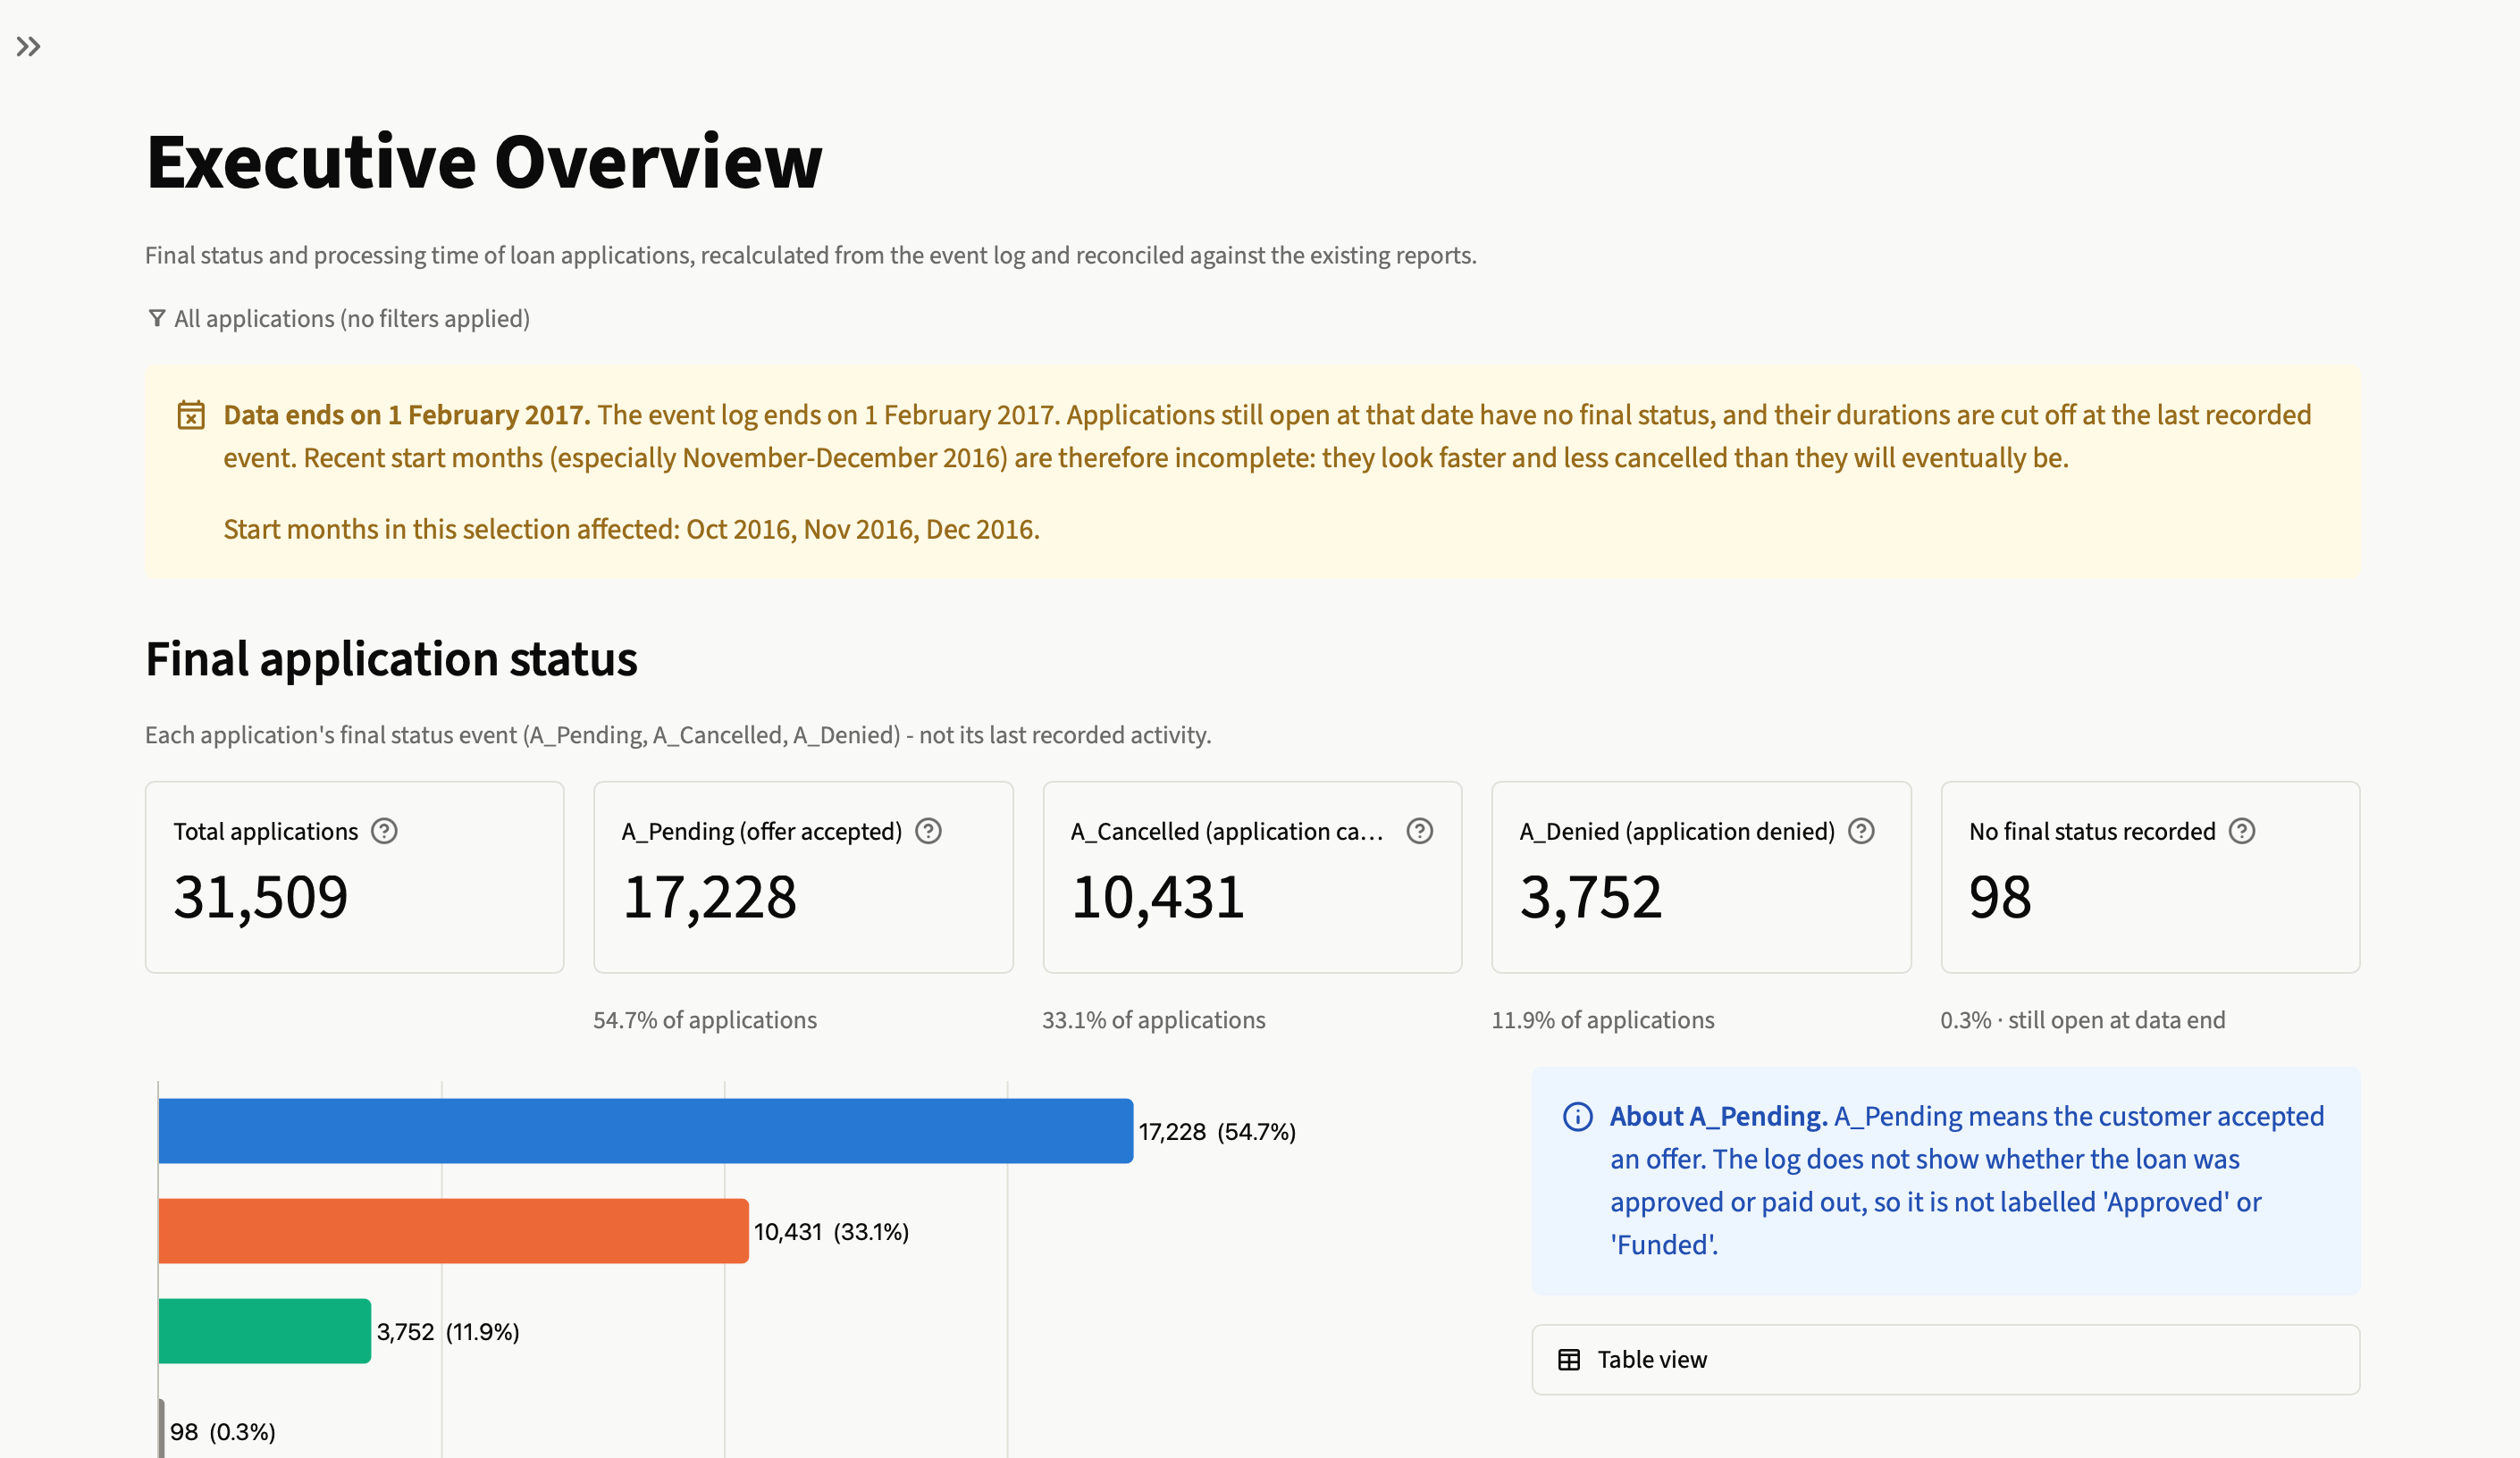 Executive Overview
Final status and processing time of loan applications, recalculated from the event log and reconciled against the existing reports.
All applications (no filters applied)
Data ends on 1 February 2017. The event log ends on 1 February 2017. Applications still open at that date have no final status, and their durations are cut off at the last recorded
event. Recent start months (especially November-December 2016) are therefore incomplete: they look faster and less cancelled than they will eventually be.
Start months in this selection affected: Oct 2016, Nov 2016, Dec 2016.
Final application status
Each application's final status event (A_Pending, A_Cancelled, A_Denied) - not its last recorded activity.
Total applications
31,509
A_Pending (offer accepted)
17,228
54.7% of applications
A_Cancelled (application ca…
10,431
33.1% of applications
A_Denied (application denied)
3,752
11.9% of applications
No final status recorded
98
0.3% · still open at data end
17,228 (54.7%)
10,431 (33.1%)
3,752 (11.9%)
98 (0.3%)
About A_Pending. A_Pending means the customer accepted
an offer. The log does not show whether the loan was
approved or paid out, so it is not labelled 'Approved' or
'Funded'.
Table view